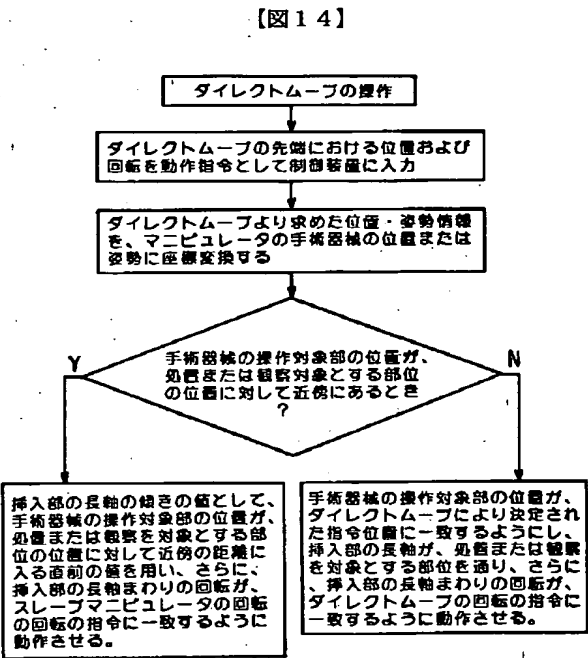 【図14】
ダイレクトムーブの操作
ダイレクトムーブの先端における位置および
回転を動作指令として制御装置に入力
ダイレクトムーブより求めた位置・姿勢情報
を、マニピュレータの手術器械の位置または
姿勢に座標変換する
手術器械の操作対象部の位置が、
処置または観察対象とする部位
の位置に対して近傍にあるとき
?
Y
N
挿入部の長軸の傾きの値として、
手術器械の操作対象部の位置が、
処置または観察を対象とする部
位の位置に対して近傍の距離に
入る直前の値を用い、さらに、
挿入部の長軸まわりの回転が、
スレーブマニピュレータの回転
の回転の指令に一致するように
動作させる。
手術器械の操作対象部の位置が、
ダイレクトムーブにより決定され
た指令位置に一致するようにし、
挿入部の長軸が、処置または観察
を対象とする部位を通り、さらに
、挿入部の長軸まわりの回転が、
ダイレクトムーブの回転の指令に
一致するように動作させる。